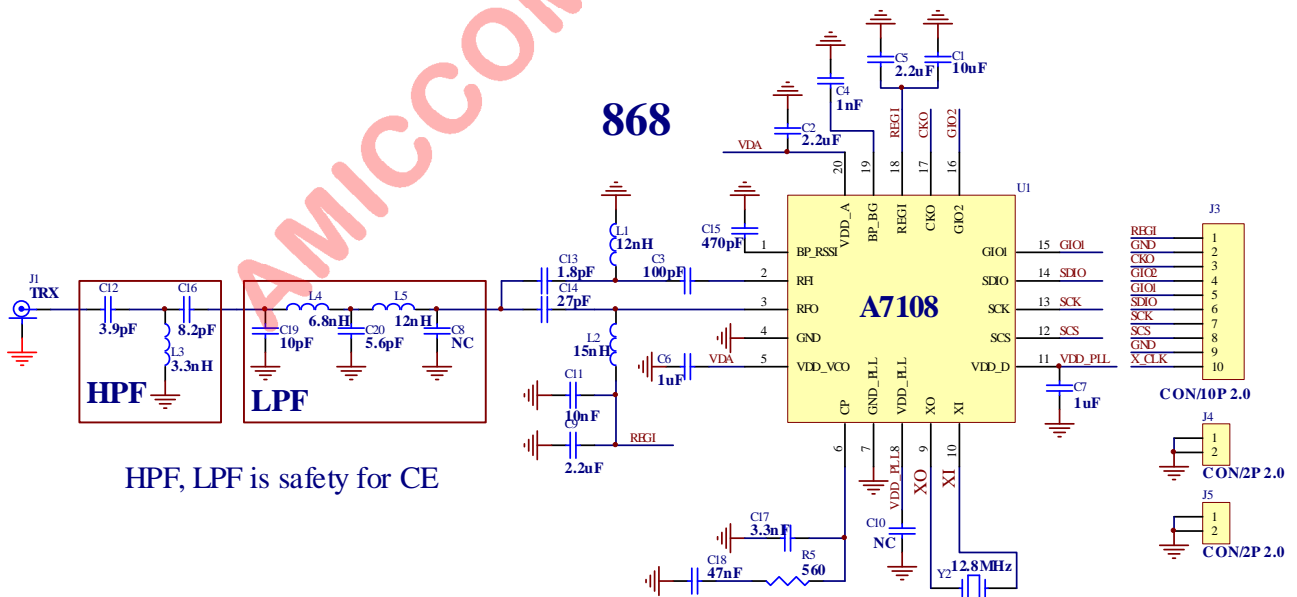 AMICCOM
868
C5
2.2uF
C1
10uF
C4
1nF
C2
2.2uF
VDA
REGI
CKO
GIO2
20
19
18
17
16
U1
VDD_A
BP_BG
REGI
CKO
GIO2
C15
470pF
1
BP_RSSI
GIO1
15
GIO1
L1
12nH
C13
1.8pF
C3
100pF
2
RFI
SDIO
14
SDIO
C14
27pF
3
RFO
A7108
SCK
13
SCK
4
GND
SCS
12
SCS
L2
15nH
C6
1uF
VDA
5
VDD_VCO
VDD_D
11
VDD_PLL
C7
1uF
CP
GND_PLL
VDD_PLL
XO
XI
6
7
8
9
10
VDD_PLL
XO
XI
J1
TRX
C12
3.9pF
C16
8.2pF
L3
3.3nH
HPF
L4
6.8nH
L5
12nH
C19
10pF
C20
5.6pF
C8
NC
LPF
C11
10nF
C9
2.2uF
REGI
HPF, LPF is safety for CE
C17
3.3nF
C18
47nF
R5
560
C10
NC
Y2
12.8MHz
J3
REGI
1
GND
2
CKO
3
GIO2
4
GIO1
5
SDIO
6
SCK
7
SCS
8
GND
9
X_CLK
10
CON/10P 2.0
J4
1
2
CON/2P 2.0
J5
1
2
CON/2P 2.0